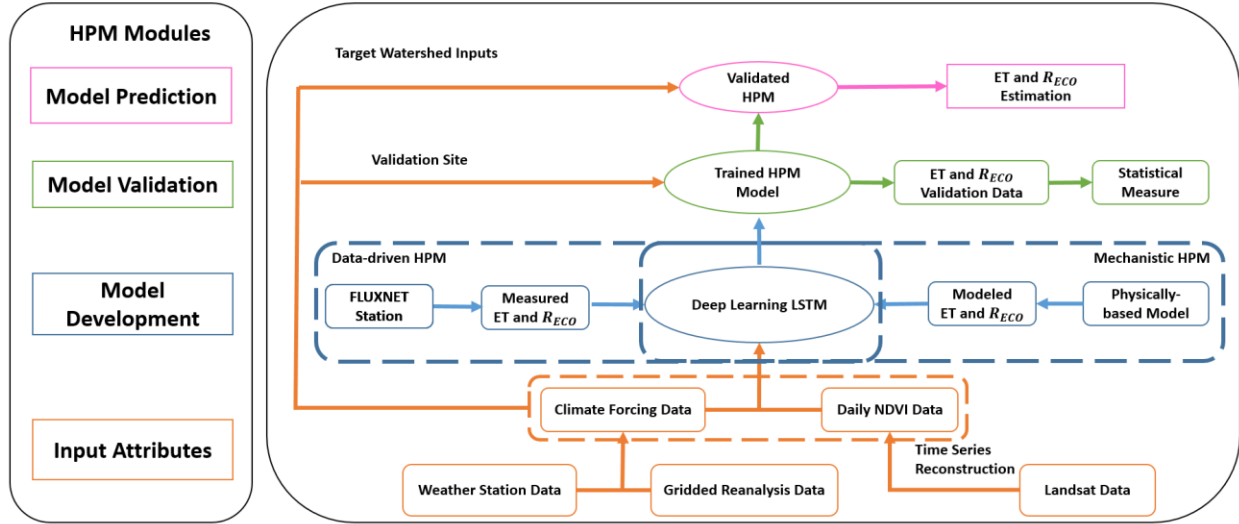 HPM Modules
Model Prediction
Model Validation
Model
Development
Input Attributes
Target Watershed Inputs
Validated
HPM
ET and R_ECO
Estimation
Validation Site
Trained HPM
Model
ET and R_ECO
Validation Data
Statistical
Measure
Data-driven HPM
Mechanistic HPM
FLUXNET
Station
Measured
ET and R_ECO
Deep Learning LSTM
Modeled
ET and R_ECO
Physically-
based Model
Climate Forcing Data
Daily NDVI Data
Time Series
Reconstruction
Weather Station Data
Gridded Reanalysis Data
Landsat Data